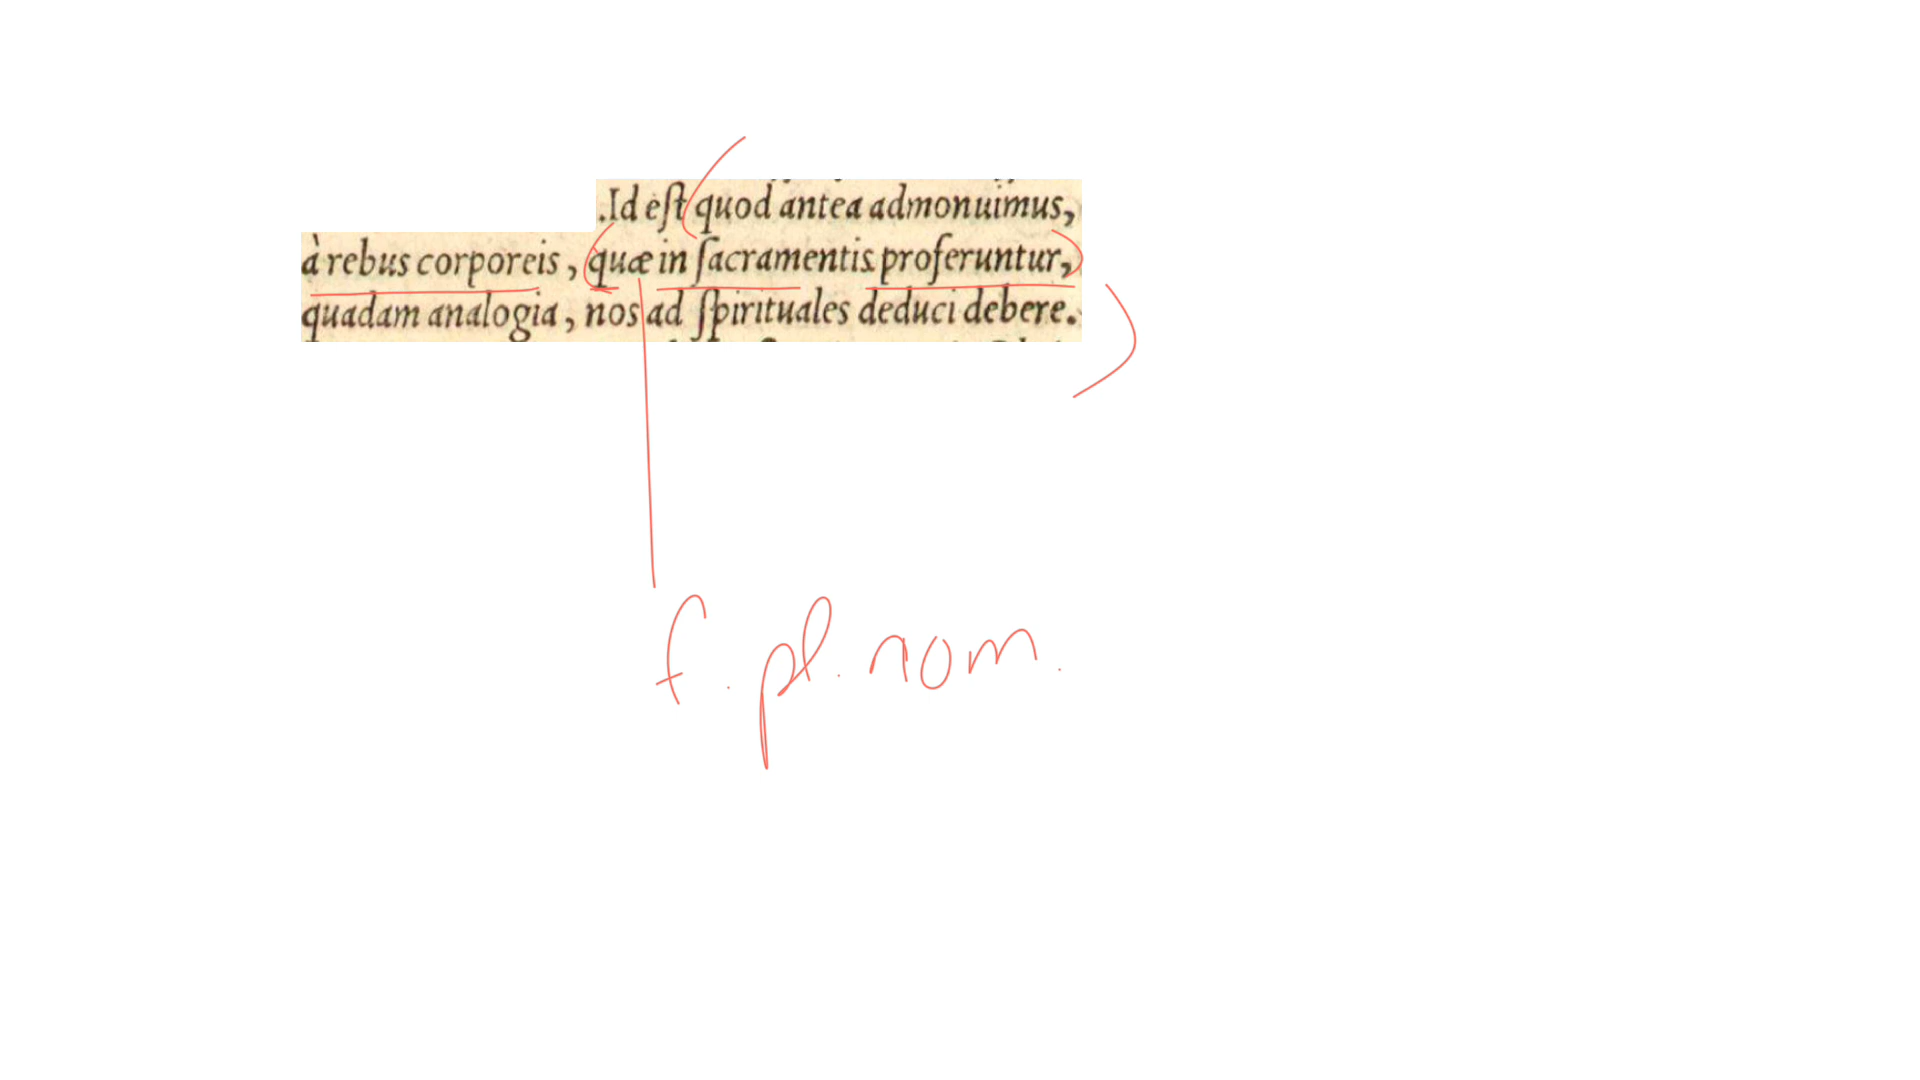 .Id eſt quod antea admonuimus,
à rebus corporeis, quæ in ſacramentis proferuntur,
quadam analogia, nos ad ſpirituales deduci debere.
f. pl. nom.